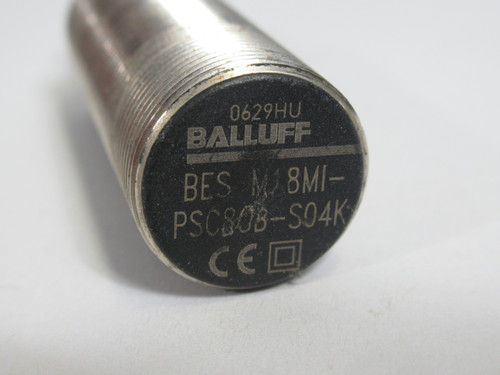 0629HU
BALLUFF
BES M18MI-
PSC80B-S04K
CE